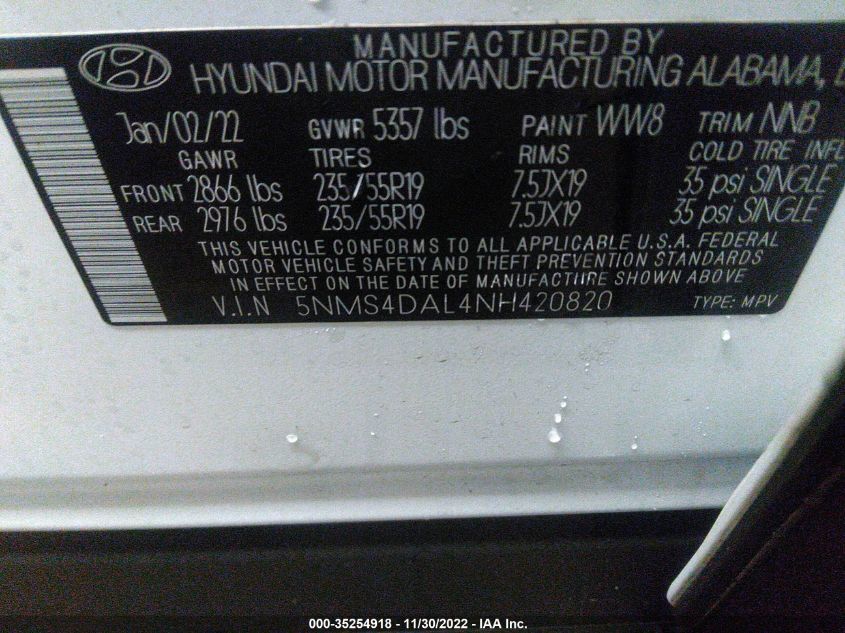 MANUFACTURED BY
HYUNDAI MOTOR MANUFACTURING ALABAMA,
Jan/02/22 GVWR 5357 lbs PAINT WW8 TRIM NNB
GAWR TIRES RIMS COLD TIRE INFL
FRONT 2866 lbs 235/55R19 7.5JX19 35 psi SINGLE
REAR 2976 lbs 235/55R19 7.5JX19 35 psi SINGLE
THIS VEHICLE CONFORMS TO ALL APPLICABLE U.S.A. FEDERAL
MOTOR VEHICLE SAFETY AND THEFT PREVENTION STANDARDS
IN EFFECT ON THE DATE OF MANUFACTURE SHOWN ABOVE
V.I.N 5NMS4DAL4NH420820 TYPE: MPV
000-35254918 - 11/30/2022 - IAA Inc.